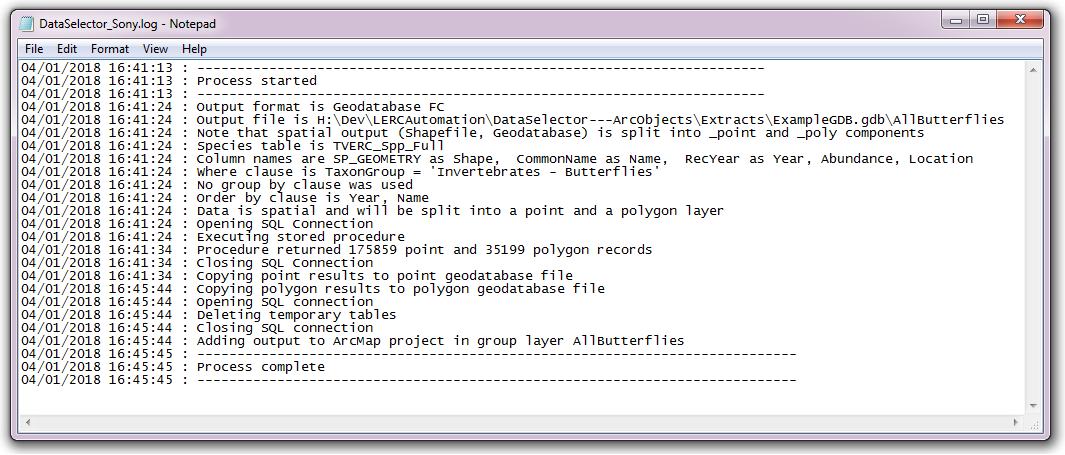 DataSelector_Sony.log - Notepad
File Edit Format View Help
04/01/2018 16:41:13 : -----------------------------------------------------------------------
04/01/2018 16:41:13 : Process started
04/01/2018 16:41:13 : -----------------------------------------------------------------------
04/01/2018 16:41:24 : Output format is Geodatabase FC
04/01/2018 16:41:24 : Output file is H:\Dev\LERCAutomation\DataSelector---ArcObjects\Extracts\ExampleGDB.gdb\AllButterflies
04/01/2018 16:41:24 : Note that spatial output (Shapefile, Geodatabase) is split into _point and _poly components
04/01/2018 16:41:24 : Species table is TVERC_Spp_Full
04/01/2018 16:41:24 : Column names are SP_GEOMETRY as Shape,  CommonName as Name,  RecYear as Year, Abundance, Location
04/01/2018 16:41:24 : Where clause is TaxonGroup = 'Invertebrates - Butterflies'
04/01/2018 16:41:24 : No group by clause was used
04/01/2018 16:41:24 : Order by clause is Year, Name
04/01/2018 16:41:24 : Data is spatial and will be split into a point and a polygon layer
04/01/2018 16:41:24 : Opening SQL Connection
04/01/2018 16:41:24 : Executing stored procedure
04/01/2018 16:41:34 : Procedure returned 175859 point and 35199 polygon records
04/01/2018 16:41:34 : Closing SQL Connection
04/01/2018 16:41:34 : Copying point results to point geodatabase file
04/01/2018 16:45:44 : Copying polygon results to polygon geodatabase file
04/01/2018 16:45:44 : Opening SQL connection
04/01/2018 16:45:44 : Deleting temporary tables
04/01/2018 16:45:44 : Closing SQL connection
04/01/2018 16:45:44 : Adding output to ArcMap project in group layer AllButterflies
04/01/2018 16:45:45 : ---------------------------------------------------------------------------
04/01/2018 16:45:45 : Process complete
04/01/2018 16:45:45 : ---------------------------------------------------------------------------